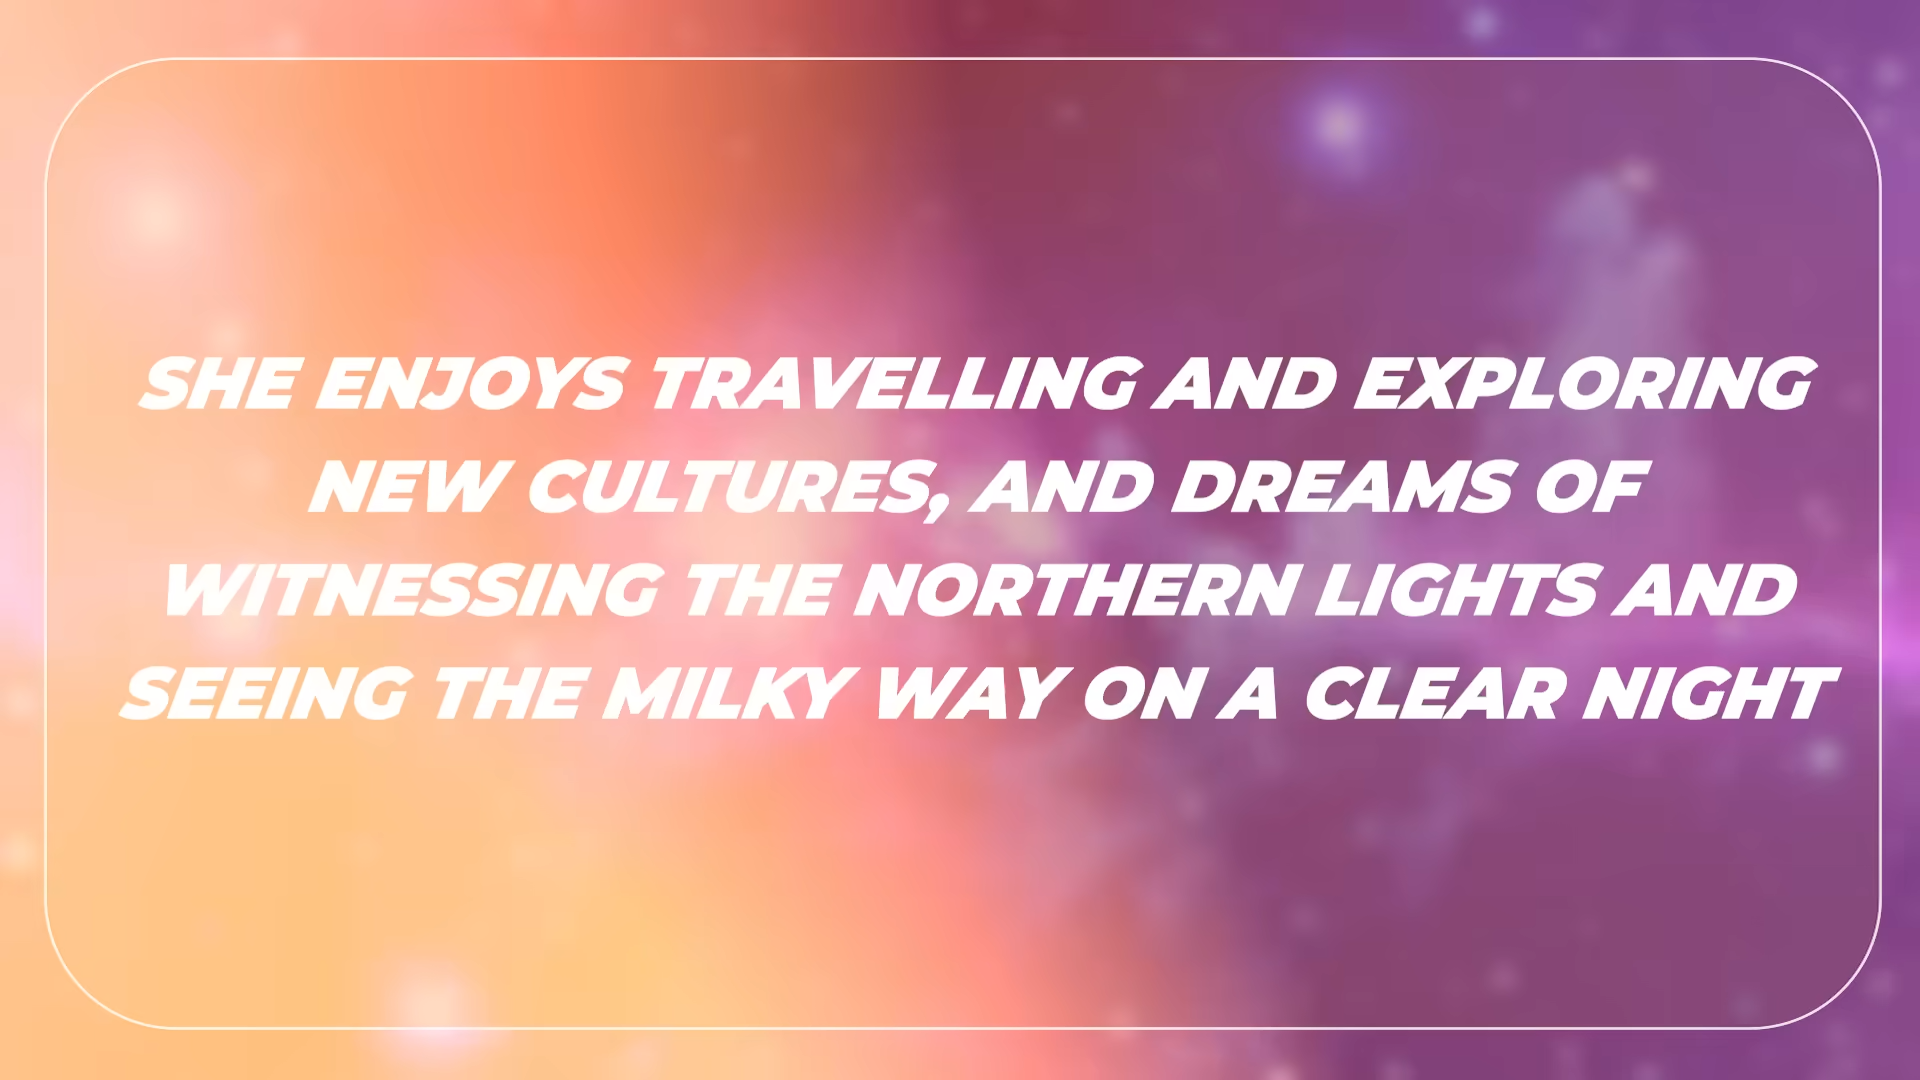 SHE ENJOYS TRAVELLING AND EXPLORING
NEW CULTURES, AND DREAMS OF
WITNESSING THE NORTHERN LIGHTS AND
SEEING THE MILKY WAY ON A CLEAR NIGHT